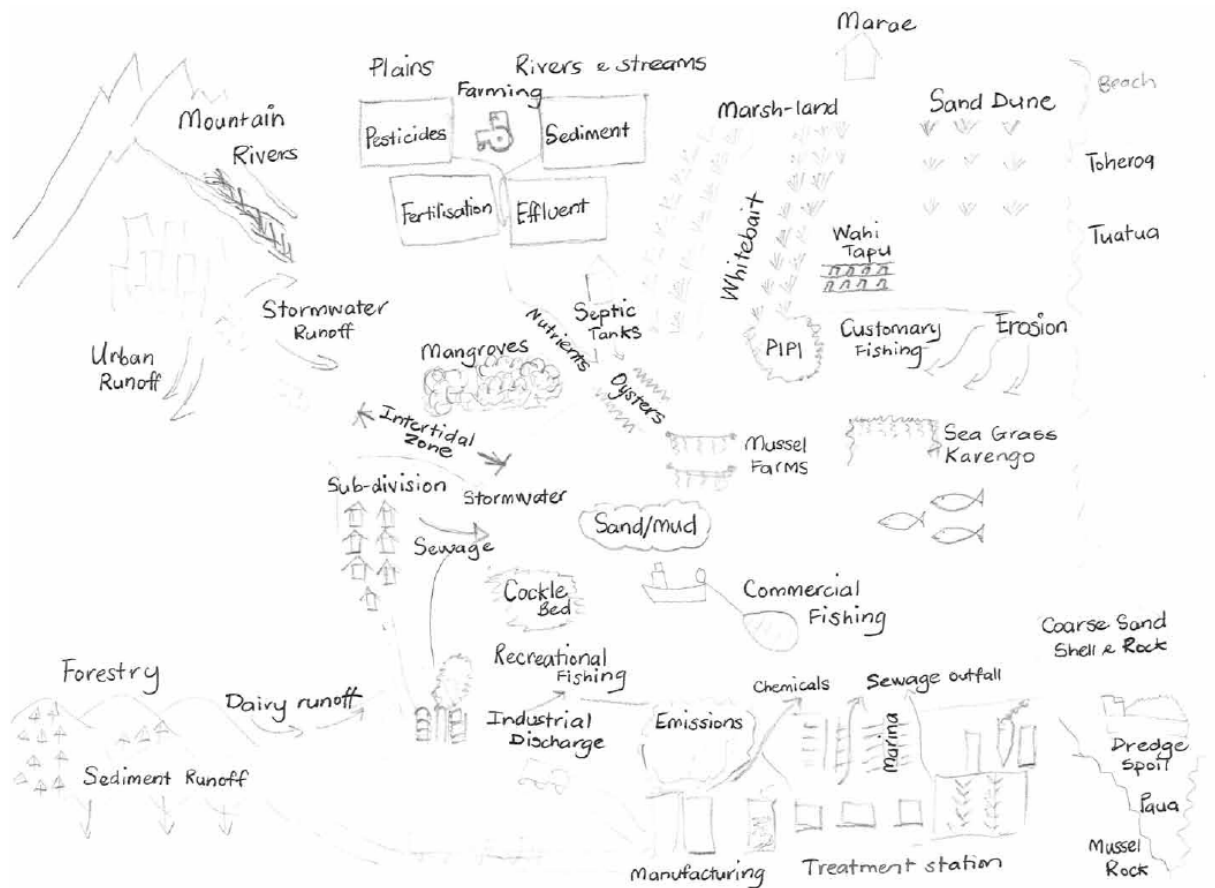 Marae
Plains
Rivers & streams
Farming
Pesticides
Sediment
Fertilisation
Effluent
Mountain
Rivers
Marsh-land
Sand Dune
Beach
Toheroa
Tuatua
Whitebait
Wahi
Tapu
Stormwater
Runoff
Urban
Runoff
Nutrients
Septic
Tanks
PIPI
Customary
Fishing
Erosion
Mangroves
Oysters
Intertidal
Zone
Mussel
Farms
Sea Grass
Karengo
Sub-division
Stormwater
Sewage
Sand/mud
Cockle
Bed
Commercial
Fishing
Coarse Sand
Shell & Rock
Recreational
Fishing
Forestry
Dairy runoff
Sediment Runoff
Industrial
Discharge
Emissions
Chemicals
Sewage outfall
Marina
Dredge
Spoil
Paua
Mussel
Rock
Manufacturing
Treatment station